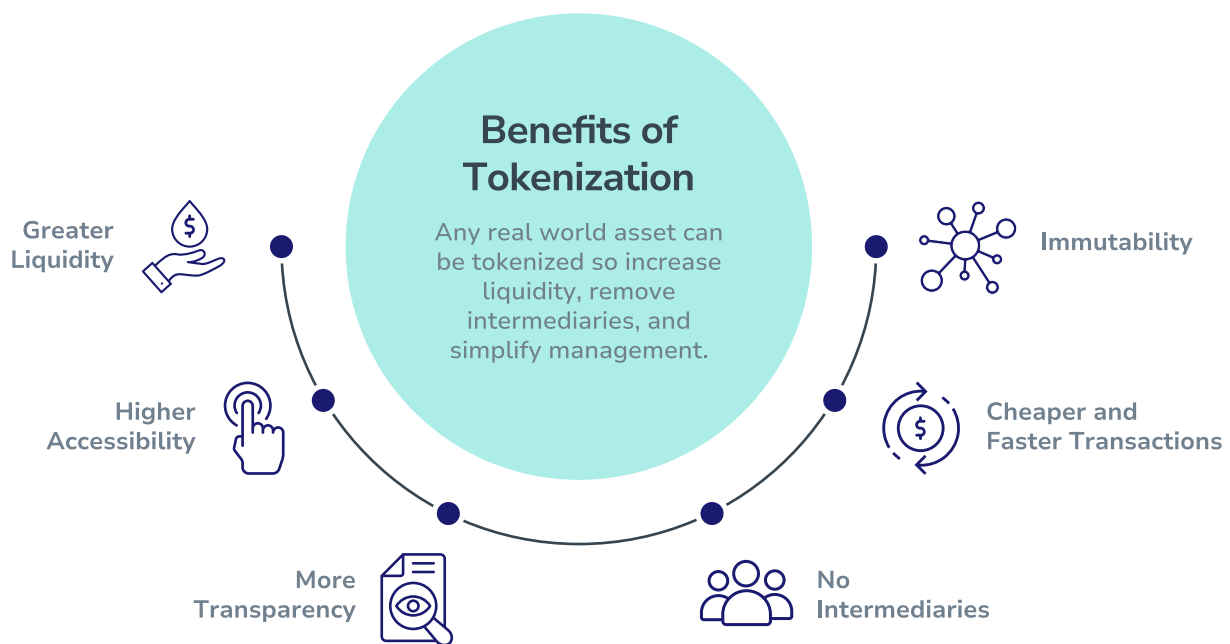 Benefits of
Tokenization
Any real world asset can
be tokenized so increase
liquidity, remove
intermediaries, and
simplify management.
Greater
Liquidity
Higher
Accessibility
More
Transparency
No
Intermediaries
Cheaper and
Faster Transactions
Immutability
$
$